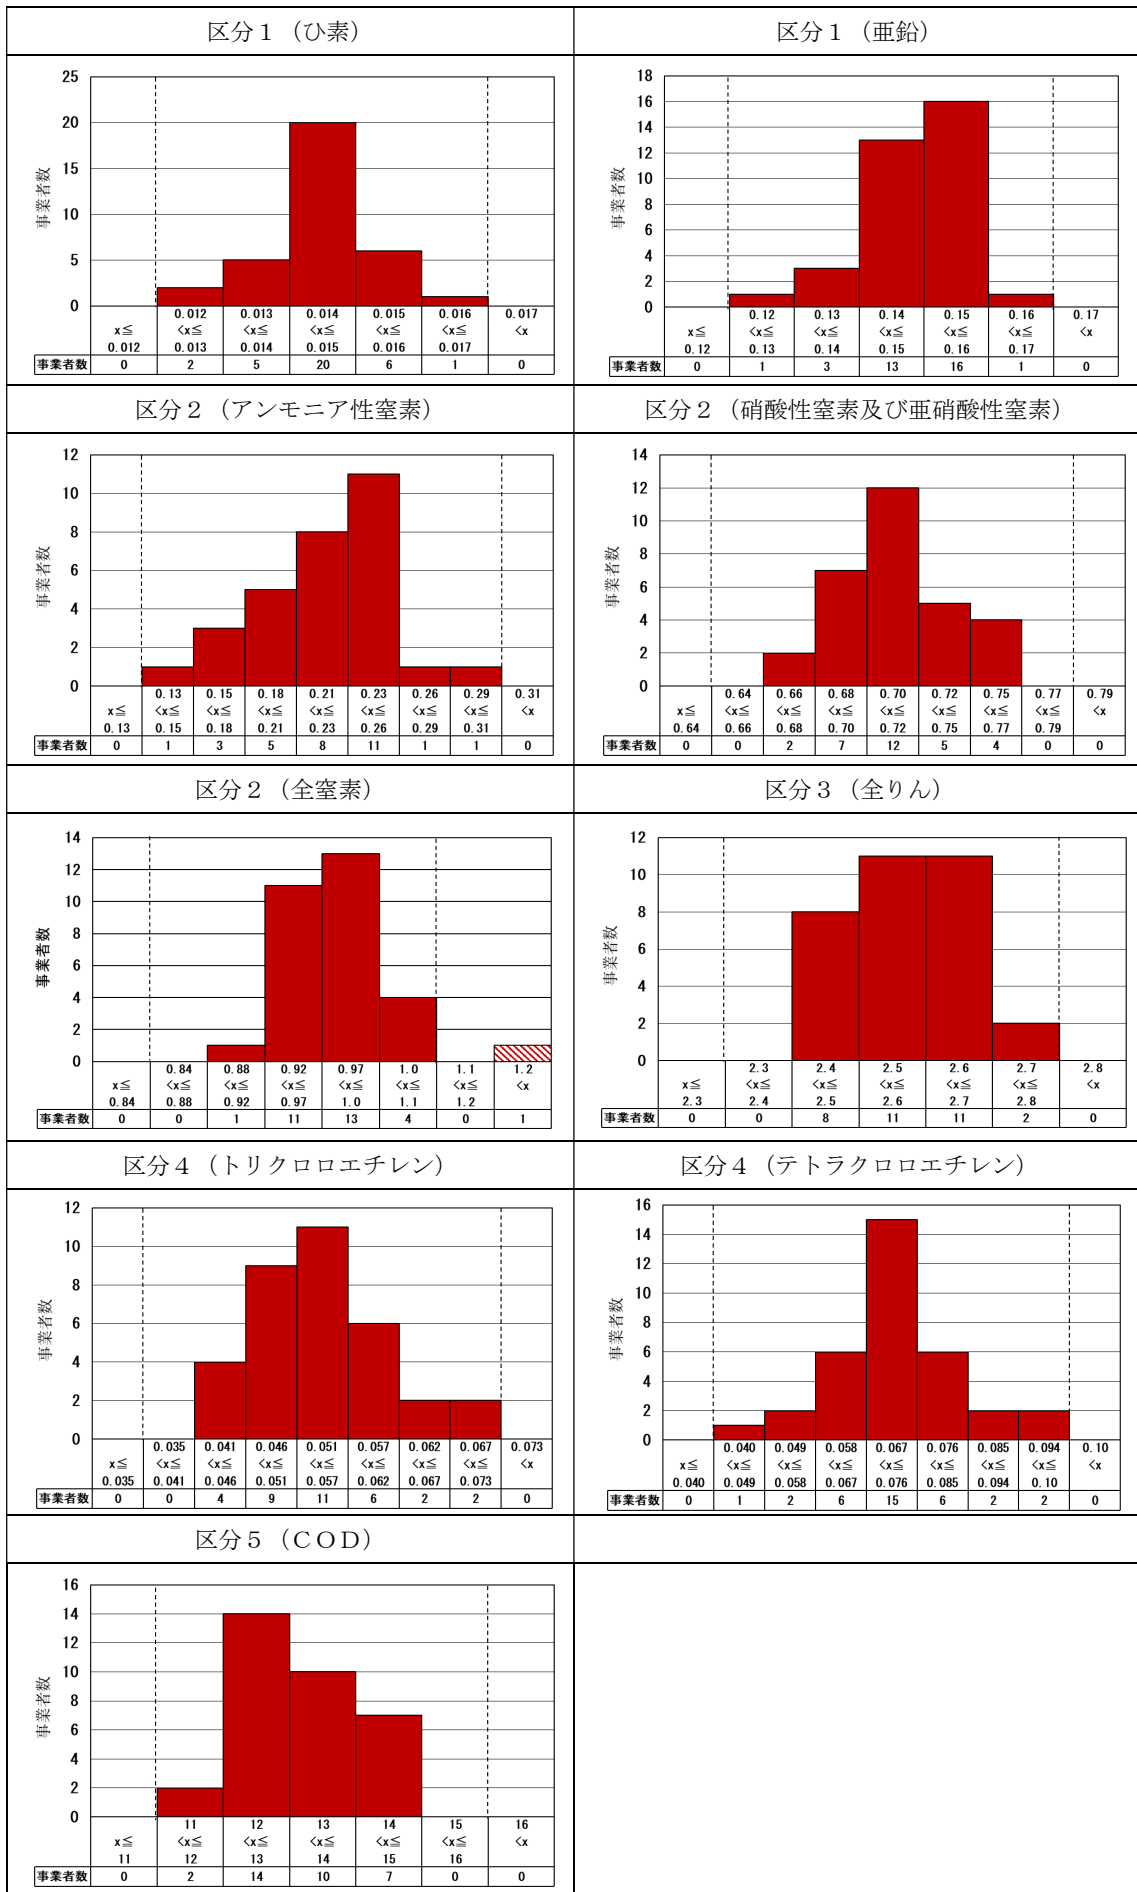 区分１（ひ素）
区分１（亜鉛）
25
20
15
10
5
0
事業者数
0.012 0.013 0.014 0.015 0.016 0.017
x≦ <x≦ <x≦ <x≦ <x≦ <x≦ <x
0.012 0.013 0.014 0.015 0.016 0.017
事業者数 0 2 5 20 6 1 0
18
16
14
12
10
8
6
4
2
0
事業者数
0.12 0.13 0.14 0.15 0.16 0.17
x≦ <x≦ <x≦ <x≦ <x≦ <x≦ <x
0.12 0.13 0.14 0.15 0.16 0.17
事業者数 0 1 3 13 16 1 0
区分２（アンモニア性窒素）
区分２（硝酸性窒素及び亜硝酸性窒素）
12
10
8
6
4
2
0
事業者数
0.13 0.15 0.18 0.21 0.23 0.26 0.29 0.31
x≦ <x≦ <x≦ <x≦ <x≦ <x≦ <x≦ <x≦ <x
0.13 0.15 0.18 0.21 0.23 0.26 0.29 0.31
事業者数 0 1 3 5 8 11 1 1 0
14
12
10
8
6
4
2
0
事業者数
0.64 0.66 0.68 0.70 0.72 0.75 0.77 0.79
x≦ <x≦ <x≦ <x≦ <x≦ <x≦ <x≦ <x≦ <x
0.64 0.66 0.68 0.70 0.72 0.75 0.77 0.79
事業者数 0 0 2 7 12 5 4 0 0
区分２（全窒素）
区分３（全りん）
14
12
10
8
6
4
2
0
事業者数
0.84 0.88 0.92 0.97 1.0 1.1 1.2
x≦ <x≦ <x≦ <x≦ <x≦ <x≦ <x≦ <x
0.84 0.88 0.92 0.97 1.0 1.1 1.2
事業者数 0 0 1 11 13 4 0 1
12
10
8
6
4
2
0
事業者数
2.3 2.4 2.5 2.6 2.7 2.8
x≦ <x≦ <x≦ <x≦ <x≦ <x≦ <x
2.3 2.4 2.5 2.6 2.7 2.8
事業者数 0 0 8 11 11 2 0
区分４（トリクロロエチレン）
区分４（テトラクロロエチレン）
12
10
8
6
4
2
0
事業者数
0.035 0.041 0.046 0.051 0.057 0.062 0.067 0.073
x≦ <x≦ <x≦ <x≦ <x≦ <x≦ <x≦ <x≦ <x
0.035 0.041 0.046 0.051 0.057 0.062 0.067 0.073
事業者数 0 0 4 9 11 6 2 2 0
16
14
12
10
8
6
4
2
0
事業者数
0.040 0.049 0.058 0.067 0.076 0.085 0.094 0.10
x≦ <x≦ <x≦ <x≦ <x≦ <x≦ <x≦ <x≦ <x
0.040 0.049 0.058 0.067 0.076 0.085 0.094 0.10
事業者数 0 1 2 6 15 6 2 2 0
区分５（ＣＯＤ）
16
14
12
10
8
6
4
2
0
事業者数
11 12 13 14 15 16
x≦ <x≦ <x≦ <x≦ <x≦ <x≦ <x
11 12 13 14 15 16
事業者数 0 2 14 10 7 0 0